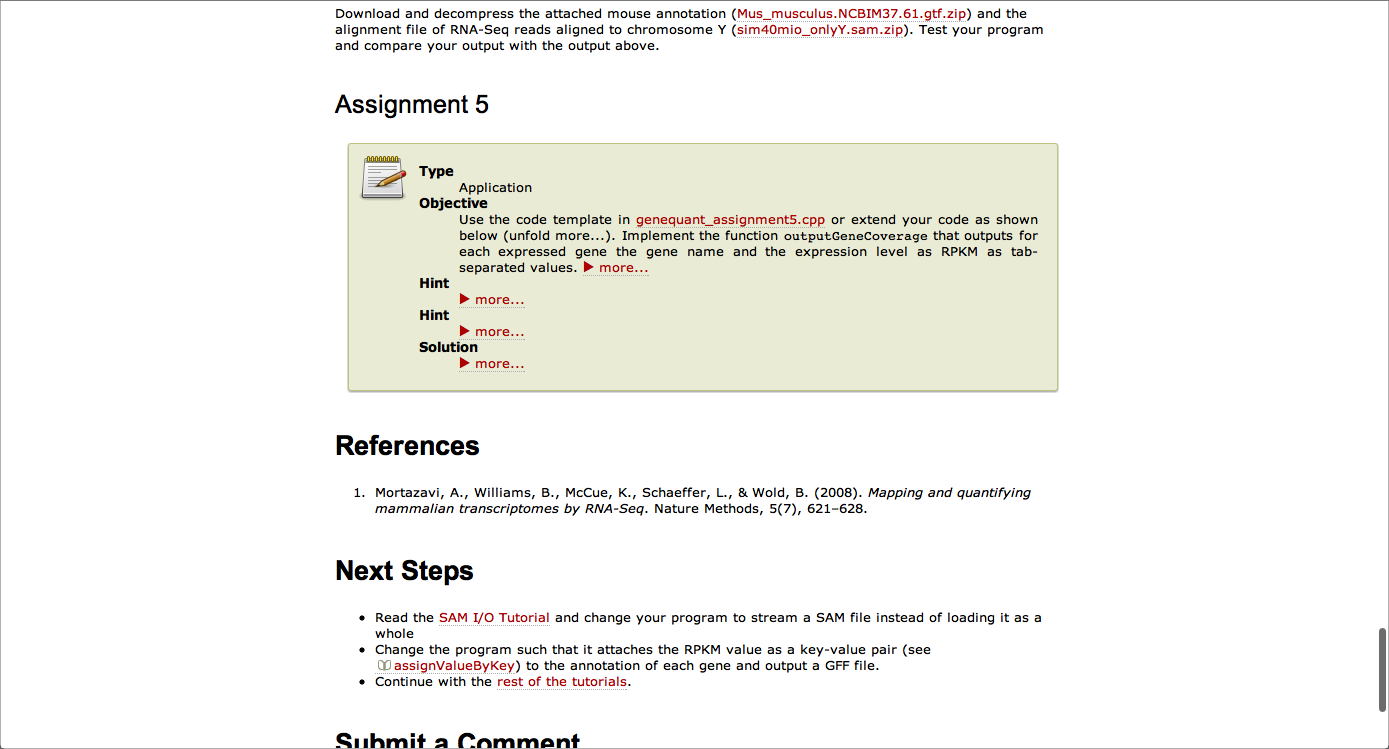 Download and decompress the attached mouse annotation (Mus_musculus.NCBIM37.61.gtf.zip) and the
alignment file of RNA-Seq reads aligned to chromosome Y (sim40mio_onlyY.sam.zip). Test your program
and compare your output with the output above.
Assignment 5
Type
Application
Objective
Use the code template in genequant_assignment5.cpp or extend your code as shown
below (unfold more...). Implement the function outputGeneCoverage that outputs for
each expressed gene the gene name and the expression level as RPKM as tab-
separated values. ▶ more...
Hint
▶ more...
Hint
▶ more...
Solution
▶ more...
References
1. Mortazavi, A., Williams, B., McCue, K., Schaeffer, L., & Wold, B. (2008). Mapping and quantifying
mammalian transcriptomes by RNA-Seq. Nature Methods, 5(7), 621–628.
Next Steps
• Read the SAM I/O Tutorial and change your program to stream a SAM file instead of loading it as a
whole
• Change the program such that it attaches the RPKM value as a key-value pair (see
assignValueByKey) to the annotation of each gene and output a GFF file.
• Continue with the rest of the tutorials.
Submit a Comment